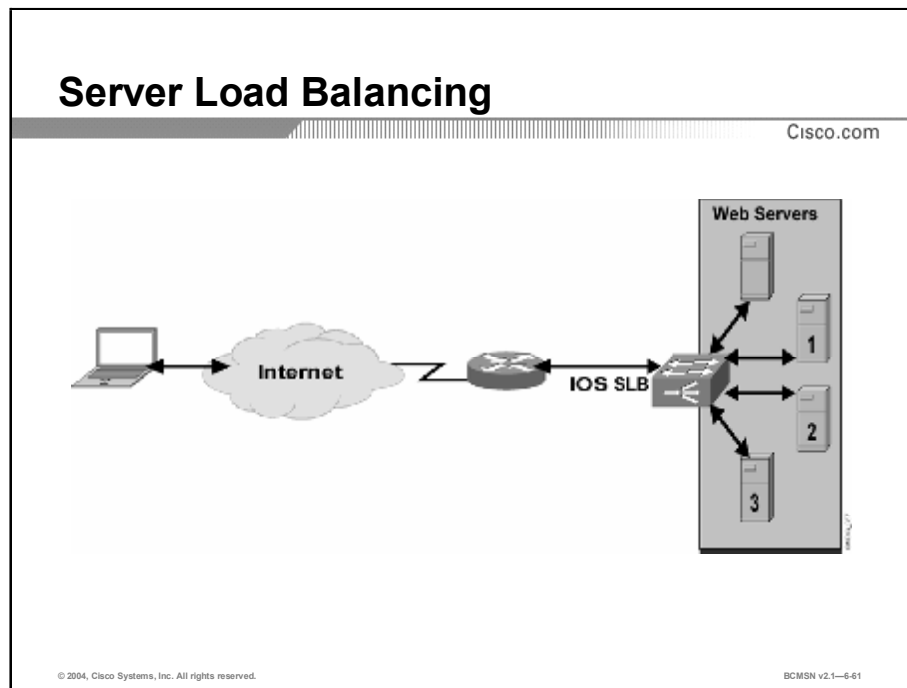 Server Load Balancing
Cisco.com
Web Servers
1
Internet
IOS SLB
2
3
© 2004, Cisco Systems, Inc. All rights reserved.
BCMSN v2.1—6-61